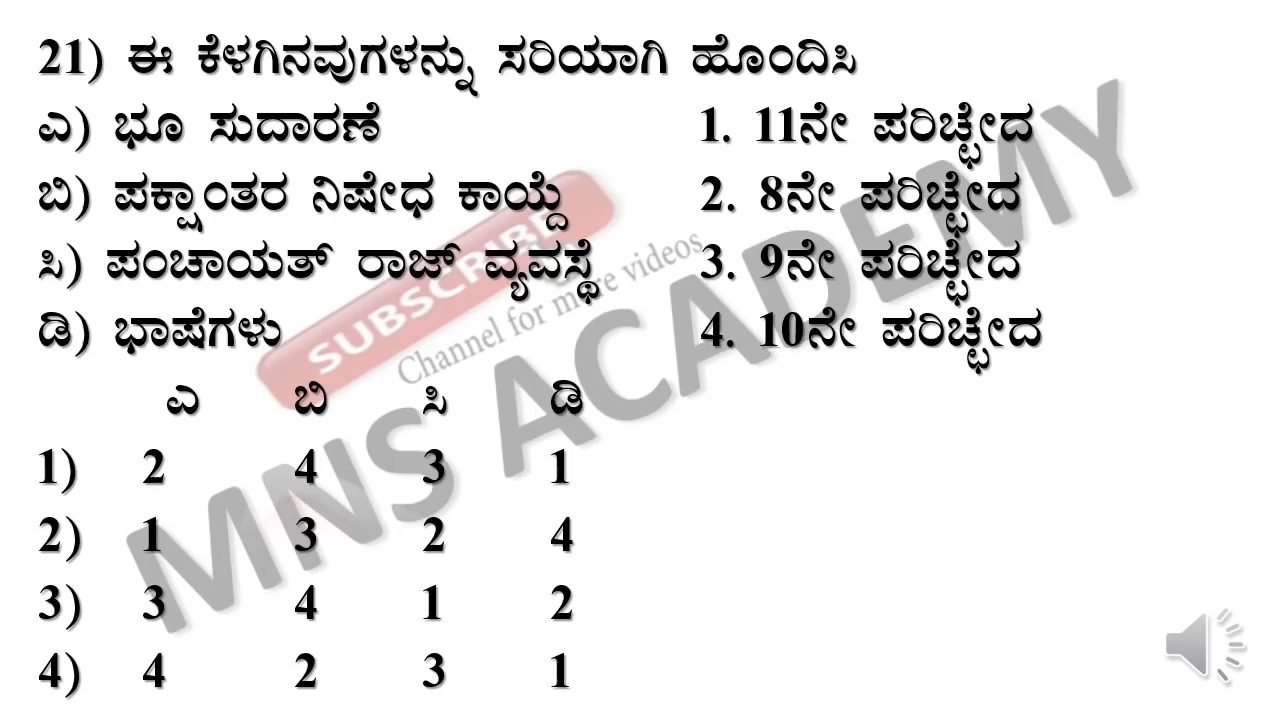 21) ಈ ಕೆಳಗಿನವುಗಳನ್ನು ಸರಿಯಾಗಿ ಹೊಂದಿಸಿ
ಎ) ಭೂ ಸುದಾರಣೆ 1. 11ನೇ ಪರಿಚ್ಛೇದ
ಬಿ) ಪಕ್ಷಾಂತರ ನಿಷೇಧ ಕಾಯ್ದೆ 2. 8ನೇ ಪರಿಚ್ಛೇದ
ಸಿ) ಪಂಚಾಯತ್ ರಾಜ್ ವ್ಯವಸ್ಥೆ 3. 9ನೇ ಪರಿಚ್ಛೇದ
ಡಿ) ಭಾಷೆಗಳು 4. 10ನೇ ಪರಿಚ್ಛೇದ
ಎ ಬಿ ಸಿ ಡಿ
1) 2 4 3 1
2) 1 3 2 4
3) 3 4 1 2
4) 4 2 3 1
SUBSCRIBE
Channel for more videos
MNS ACADEMY